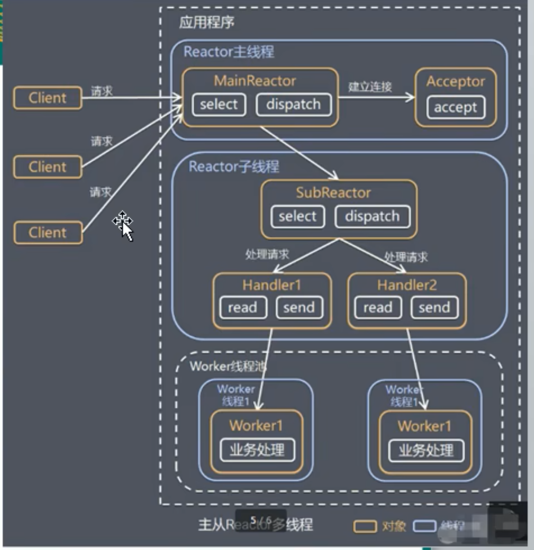 应用程序
Reactor主线程
MainReactor
select
dispatch
建立连接
Acceptor
accept
Client
请求
Client
请求
Client
请求
Reactor子线程
SubReactor
select
dispatch
处理请求
处理请求
Handler1
read
send
Handler2
read
send
Worker线程池
Worker
线程1
Worker1
业务处理
Worker
线程1
Worker1
业务处理
主从Reactor多线程
5 / 6
对象
线程